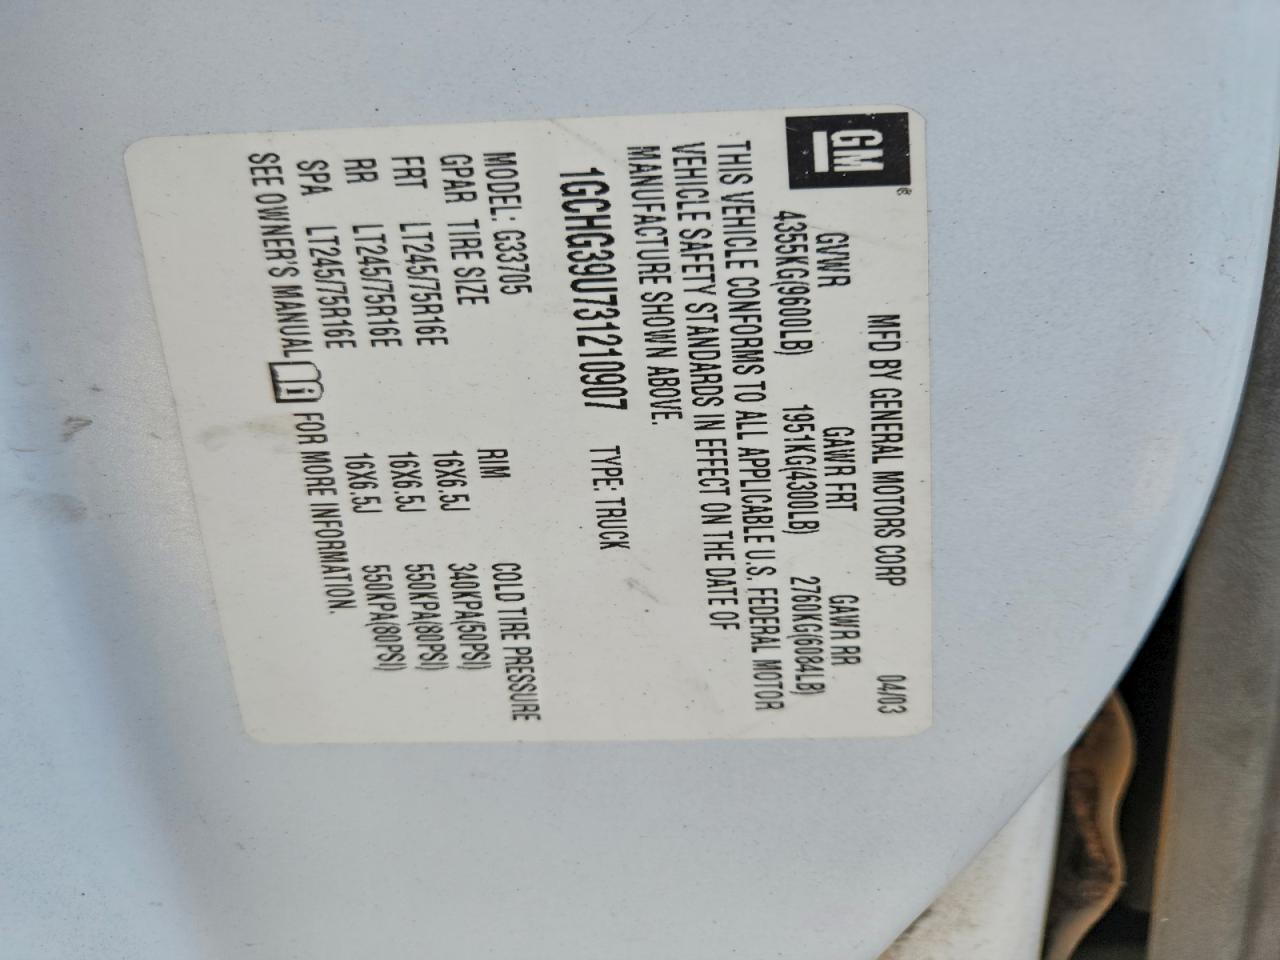 GM®
MFD BY GENERAL MOTORS CORP 04/03
GVWR GAWR FRT GAWR RR
4355KG(9600LB) 1951KG(4300LB) 2760KG(6084LB)
THIS VEHICLE CONFORMS TO ALL APPLICABLE U.S. FEDERAL MOTOR
VEHICLE SAFETY STANDARDS IN EFFECT ON THE DATE OF
MANUFACTURE SHOWN ABOVE.
1GCHG39U731210907 TYPE: TRUCK
MODEL: G33705
GPAR TIRE SIZE RIM COLD TIRE PRESSURE
FRT LT245/75R16E 16X6.5J 340KPA(50PSI)
RR LT245/75R16E 16X6.5J 550KPA(80PSI)
SPA LT245/75R16E 16X6.5J 550KPA(80PSI)
SEE OWNER'S MANUAL FOR MORE INFORMATION.